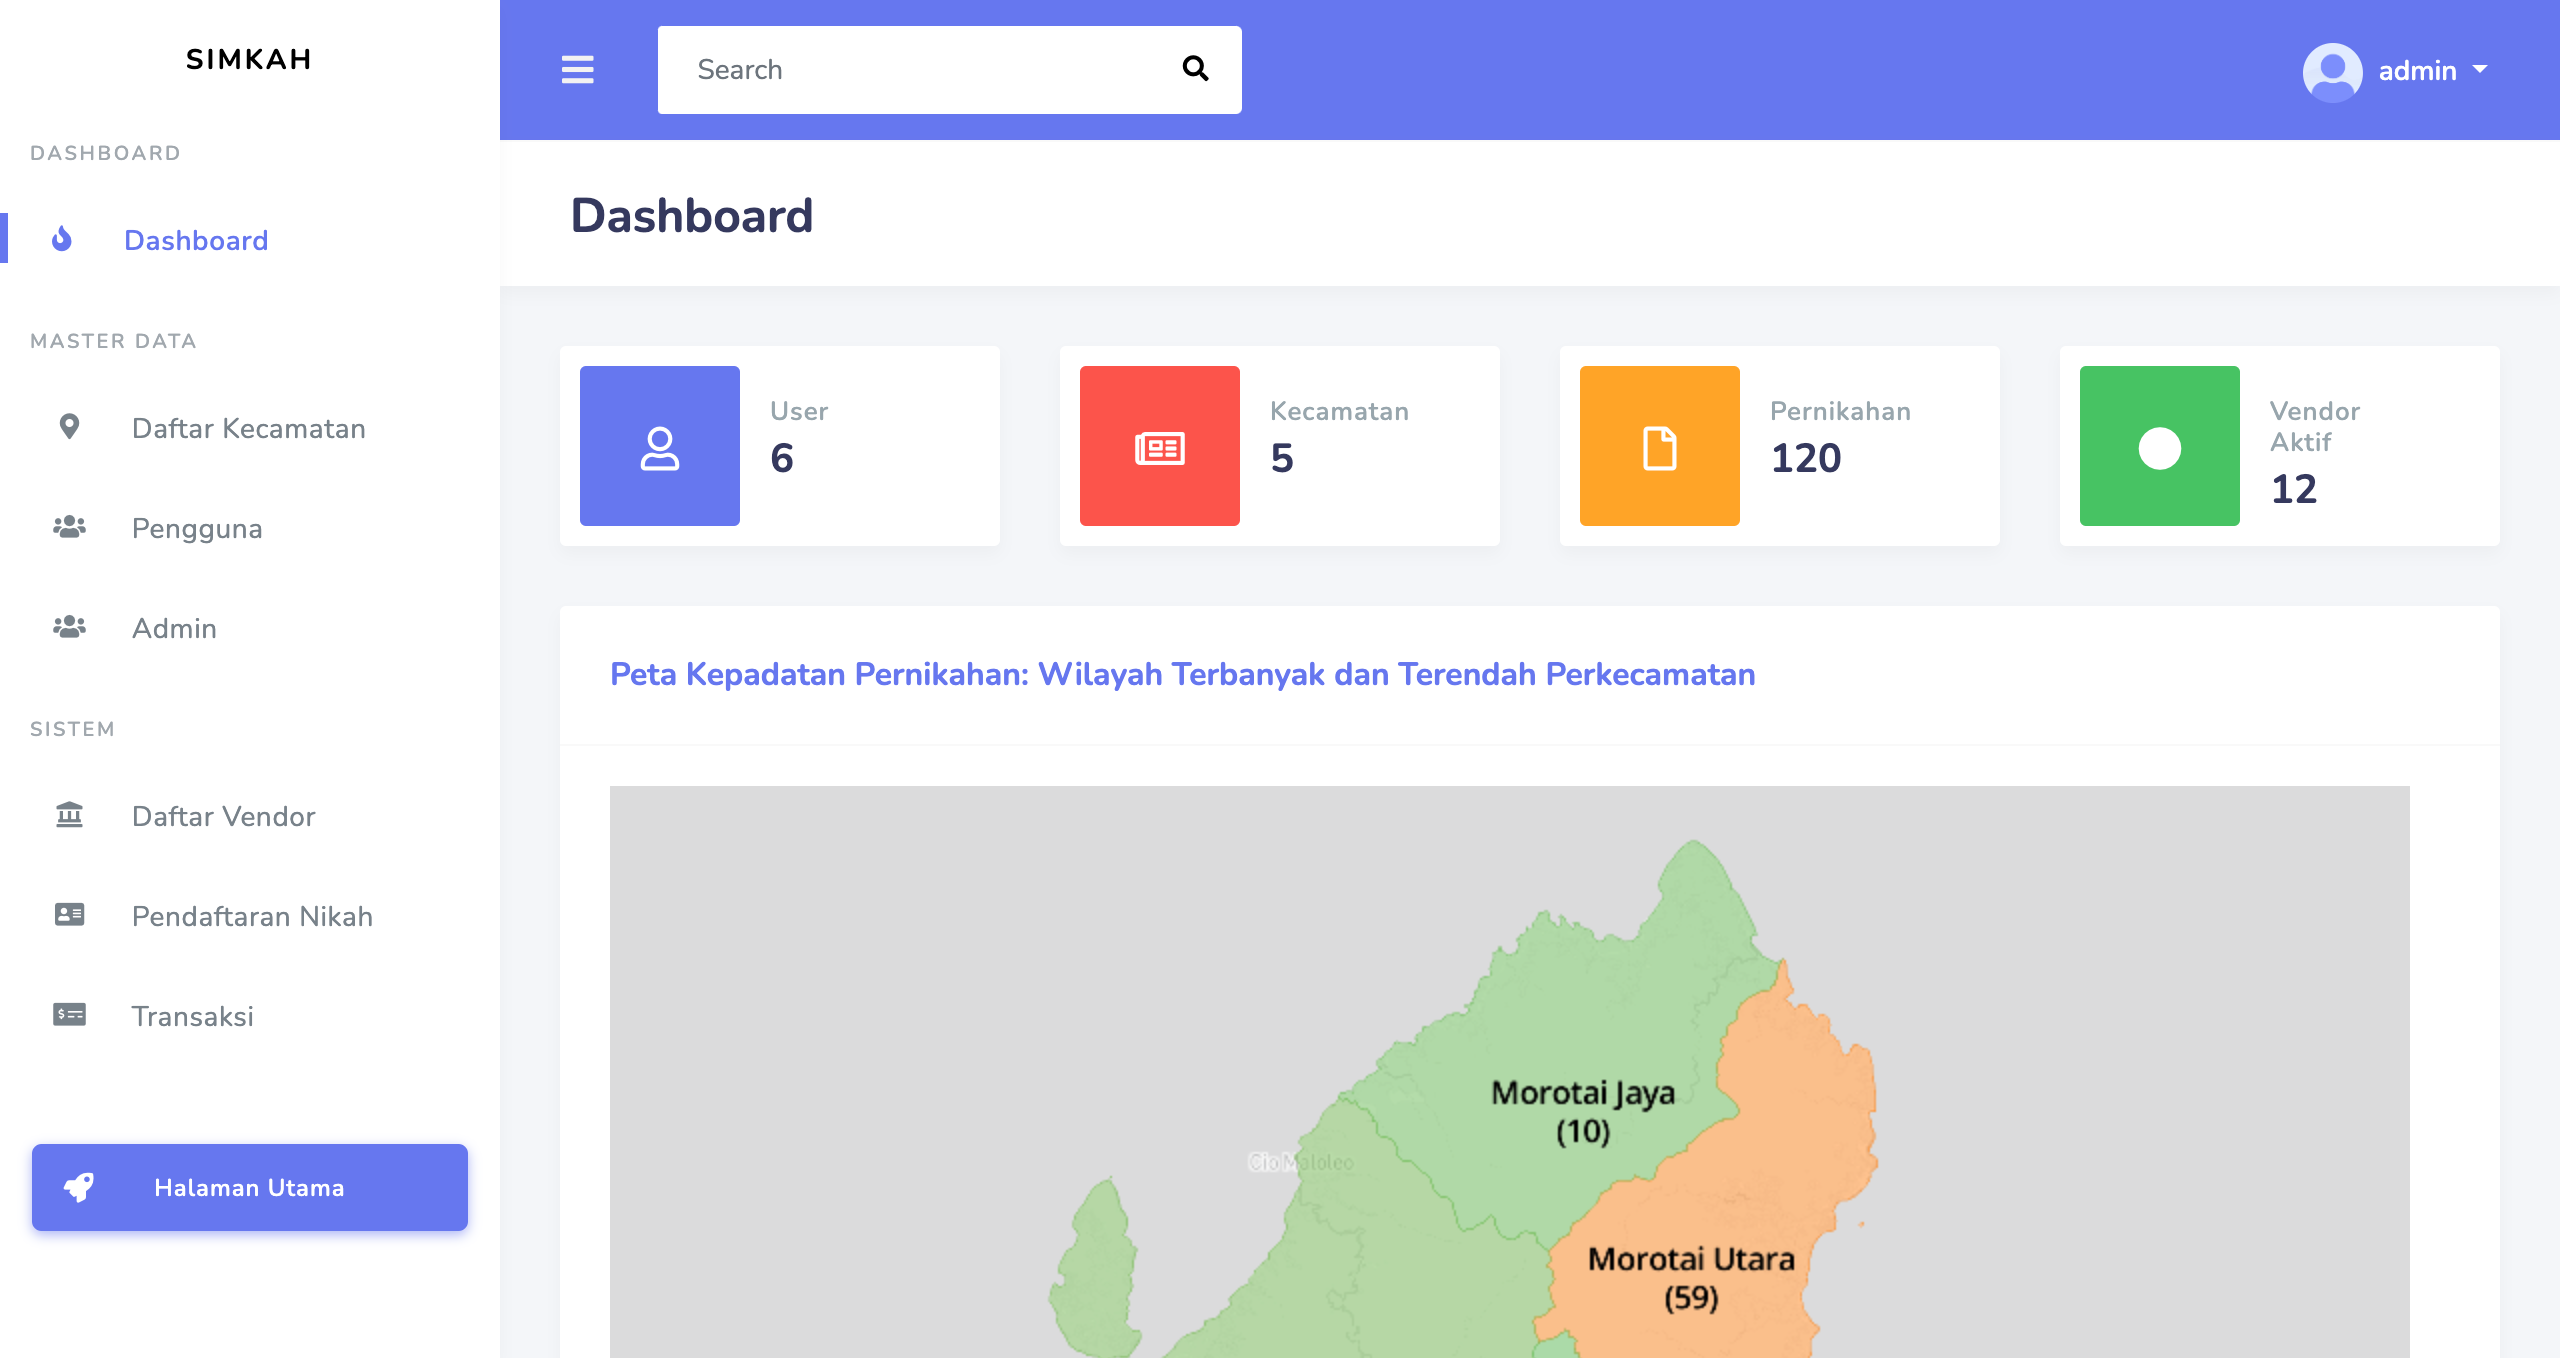 SIMKAH
DASHBOARD
Dashboard
MASTER DATA
Daftar Kecamatan
Pengguna
Admin
SISTEM
Daftar Vendor
Pendaftaran Nikah
Transaksi
Halaman Utama
Search
admin
Dashboard
User
6
Kecamatan
5
Pernikahan
120
Vendor
Aktif
12
Peta Kepadatan Pernikahan: Wilayah Terbanyak dan Terendah Perkecamatan
Morotai Jaya
(10)
Cio Maloleo
Morotai Utara
(59)